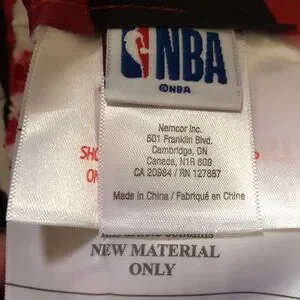 NBA
©NBA
Nemcor Inc.
501 Franklin Blvd.
Cambridge, ON
Canada, N1R 8G9
CA 20984 / RN 127887
Made in China / Fabriqué en Chine
NEW MATERIAL
ONLY